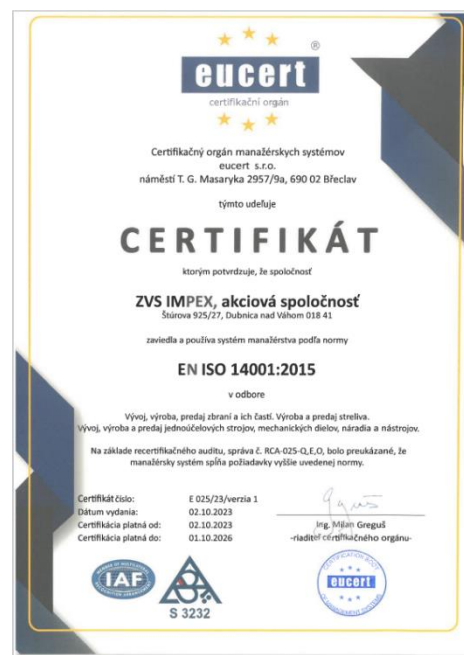 ®
eucert
certifikační orgán
Certifikačný orgán manažérskych systémov
eucert s.r.o.
náměstí T. G. Masaryka 2957/9a, 690 02 Břeclav
týmto udeľuje
CERTIFIKÁT
ktorým potvrdzuje, že spoločnosť
ZVS IMPEX, akciová spoločnosť
Štúrova 925/27, Dubnica nad Váhom 018 41
zaviedla a používa systém manažérstva podľa normy
EN ISO 14001:2015
v odbore
Vývoj, výroba, predaj zbraní a ich častí. Výroba a predaj streliva.
Vývoj, výroba a predaj jednoúčelových strojov, mechanických dielov, náradia a nástrojov.
Na základe recertifikačného auditu, správa č. RCA-025-Q,E,O, bolo preukázané, že
manažérsky systém spĺňa požiadavky vyššie uvedenej normy.
Certifikát číslo: E 025/23/verzia 1
Dátum vydania: 02.10.2023
Certifikácia platná od: 02.10.2023
Certifikácia platná do: 01.10.2026
Ing. Milan Greguš
-riaditeľ certifikačného orgánu-
IAF
S 3232
CERTIFICATION BODY
eucert
OF MANAGEMENT SYSTEMS